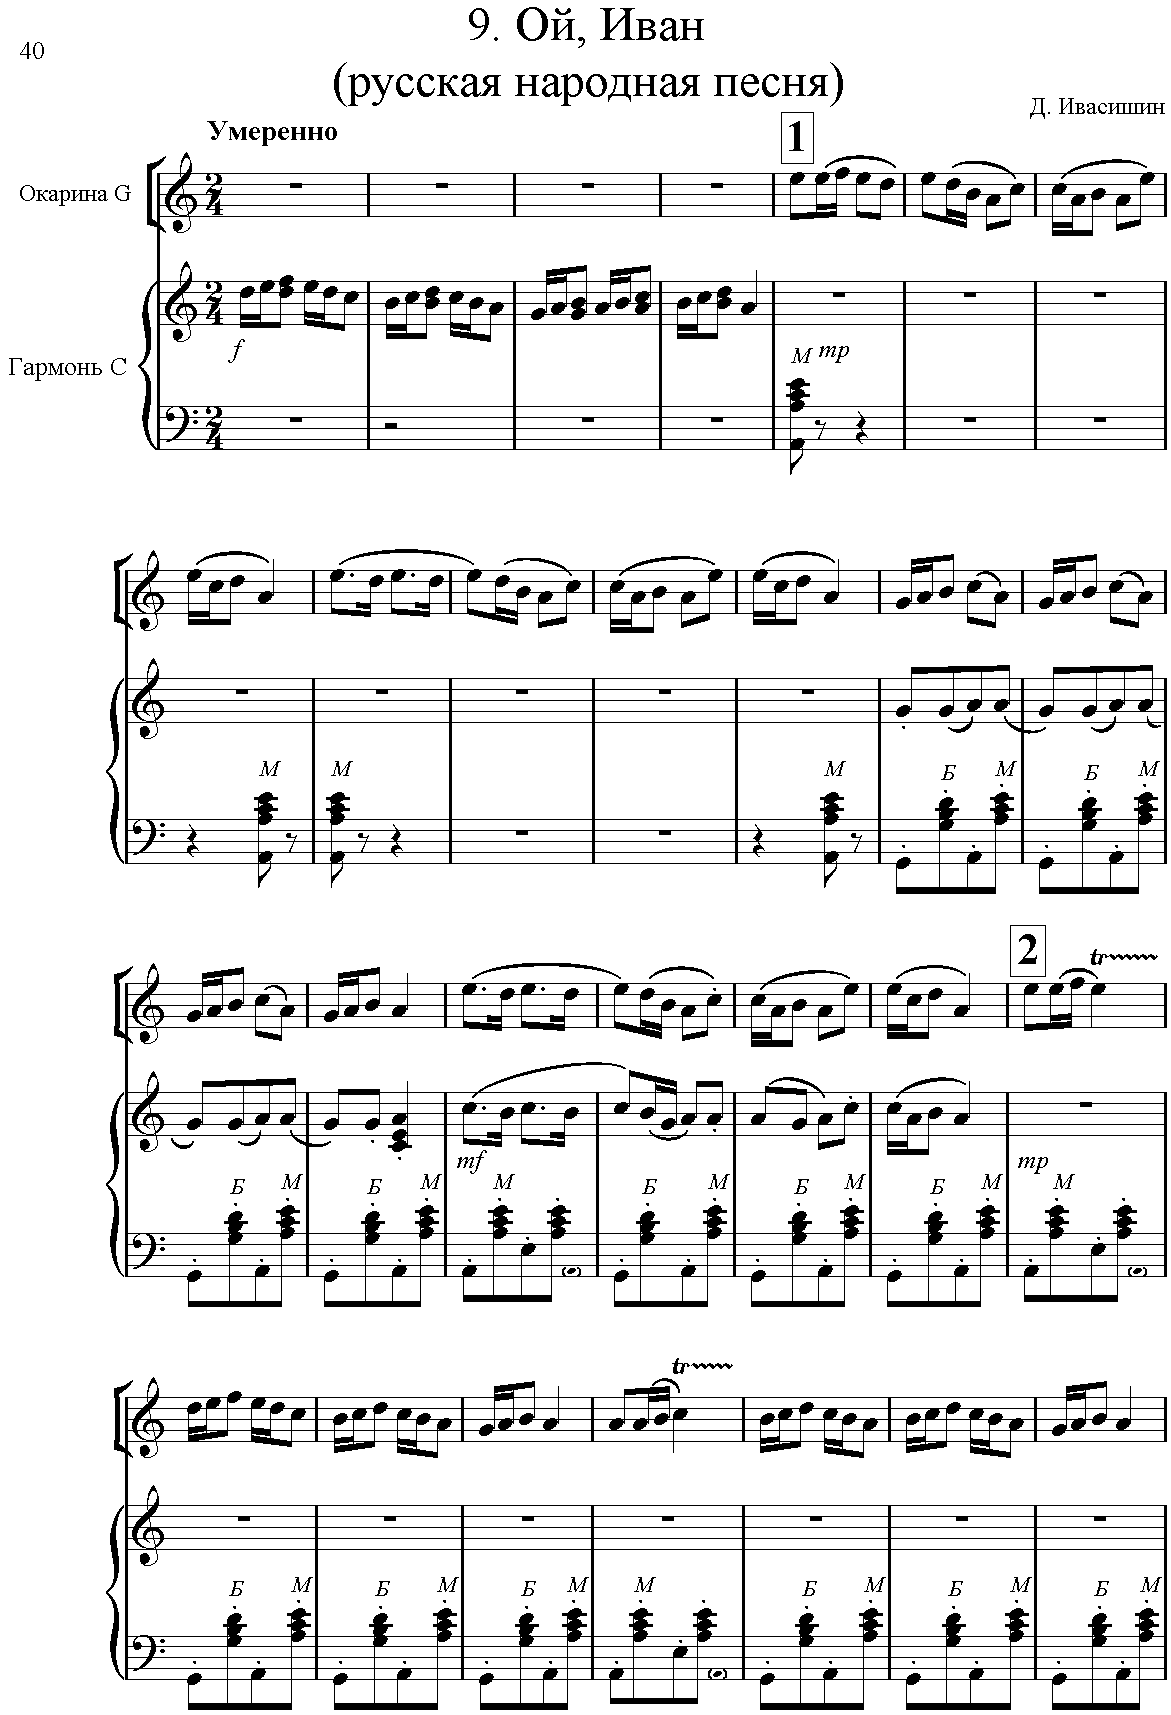 40
9. Ой, Иван
(русская народная песня)
Д. Ивасишин
Умеренно
1
Окарина G
Гармонь C
f
М mp
М М М Б М Б М
2
tr
mf
mp
Б М Б М М Б М Б М Б М М
tr
Б М Б М Б М М Б М Б М Б М